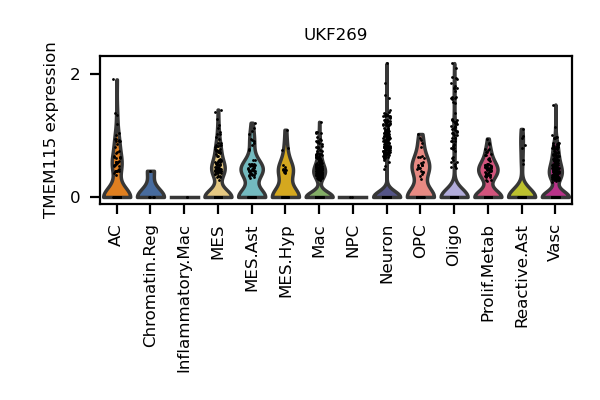 UKF269
TMEM115 expression
2
0
AC
Chromatin.Reg
Inflammatory.Mac
MES
MES.Ast
MES.Hyp
Mac
NPC
Neuron
OPC
Oligo
Prolif.Metab
Reactive.Ast
Vasc